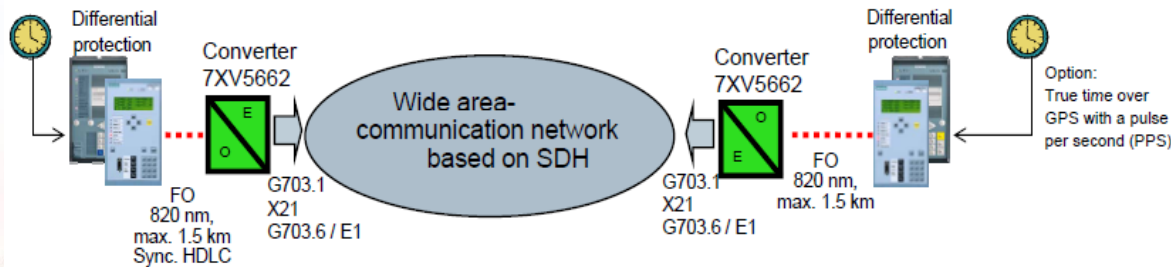 Differential
protection
Converter
7XV5662
E
O
FO
820 nm,
max. 1.5 km
Sync. HDLC
G703.1
X21
G703.6 / E1
Wide area-
communication network
based on SDH
Converter
7XV5662
O
E
G703.1
X21
G703.6 / E1
FO
820 nm,
max. 1.5 km
Differential
protection
Option:
True time over
GPS with a pulse
per second (PPS)